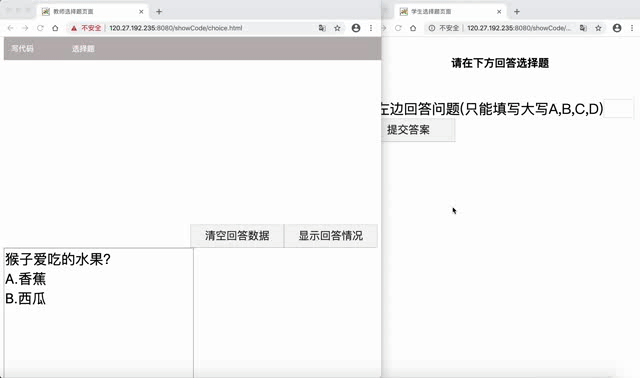 教师选择题页面
不安全 | 120.27.192.235:8080/showCode/choice.html
写代码 选择题
清空回答数据 显示回答情况
猴子爱吃的水果?
A.香蕉
B.西瓜
学生选择题页面
不安全 | 120.27.192.235:8080/showCode/...
请在下方回答选择题
左边回答问题(只能填写大写A,B,C,D)
提交答案